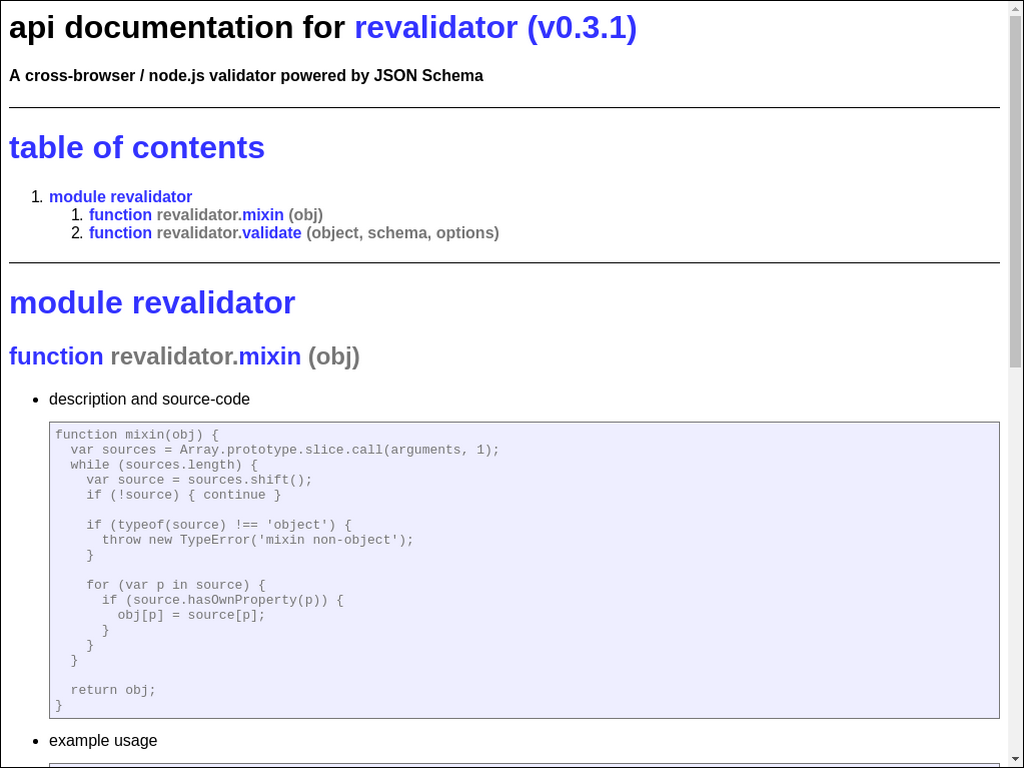 api documentation for revalidator (v0.3.1)
A cross-browser / node.js validator powered by JSON Schema
table of contents
1. module revalidator
1. function revalidator.mixin (obj)
2. function revalidator.validate (object, schema, options)
module revalidator
function revalidator.mixin (obj)
• description and source-code
function mixin(obj) {
  var sources = Array.prototype.slice.call(arguments, 1);
  while (sources.length) {
    var source = sources.shift();
    if (!source) { continue }

    if (typeof(source) !== 'object') {
      throw new TypeError('mixin non-object');
    }

    for (var p in source) {
      if (source.hasOwnProperty(p)) {
        obj[p] = source[p];
      }
    }
  }

  return obj;
}
• example usage